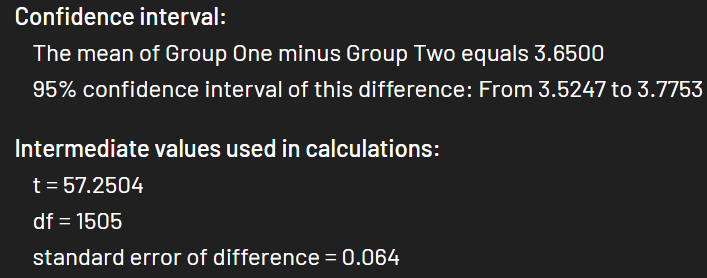 Confidence interval:
The mean of Group One minus Group Two equals 3.6500
95% confidence interval of this difference: From 3.5247 to 3.7753
Intermediate values used in calculations:
t = 57.2504
df = 1505
standard error of difference = 0.064